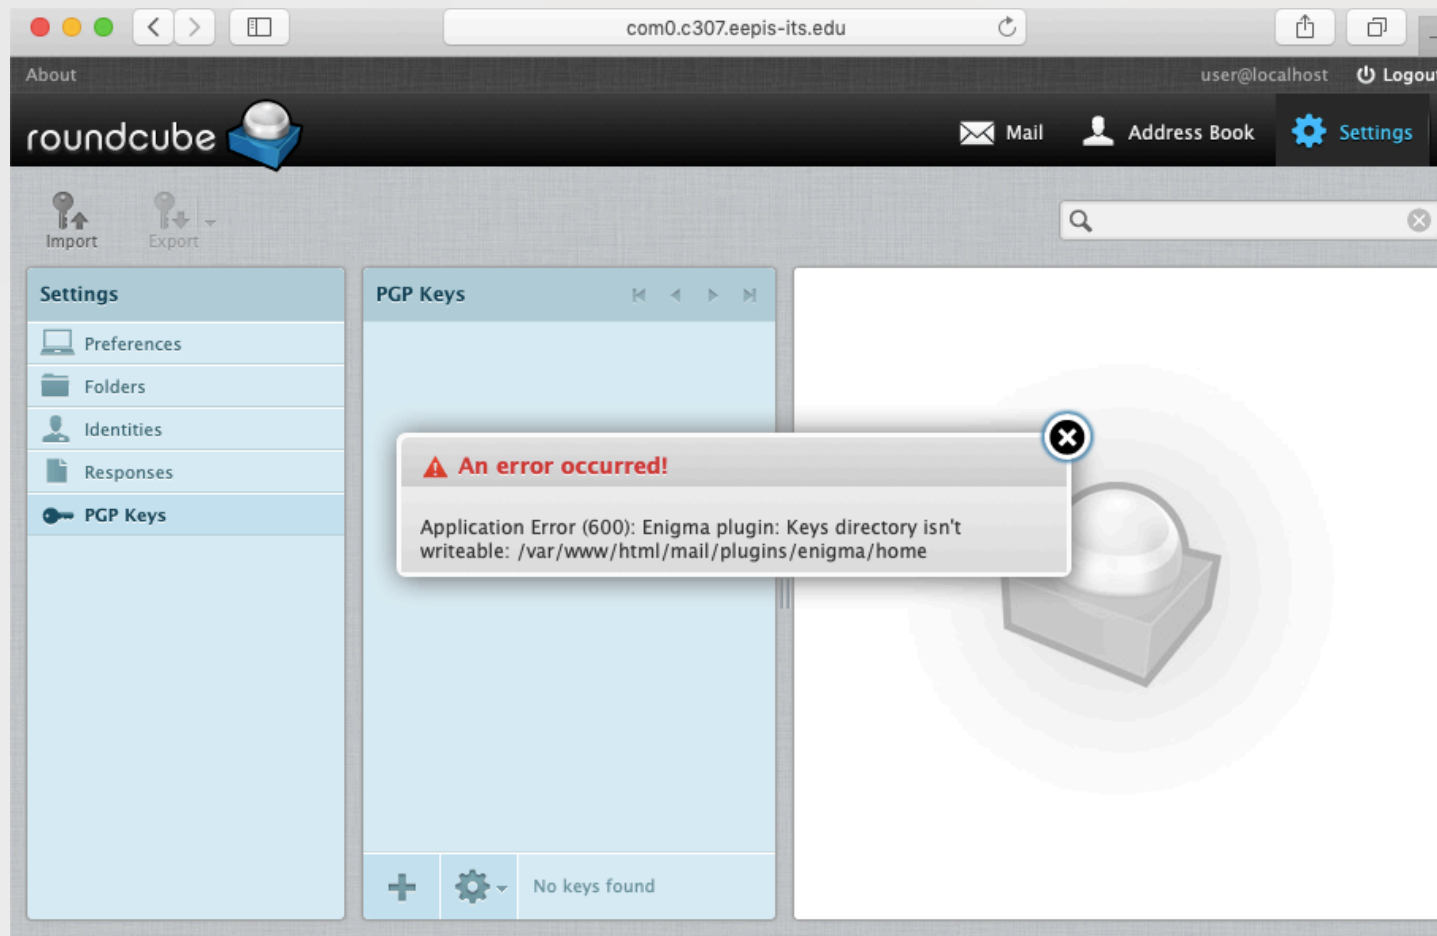 com0.c307.eepis-its.edu
About
user@localhost
Logout
roundcube
Mail
Address Book
Settings
Import
Export
Settings
PGP Keys
Preferences
Folders
Identities
Responses
PGP Keys
An error occurred!
Application Error (600): Enigma plugin: Keys directory isn't
writeable: /var/www/html/mail/plugins/enigma/home
No keys found